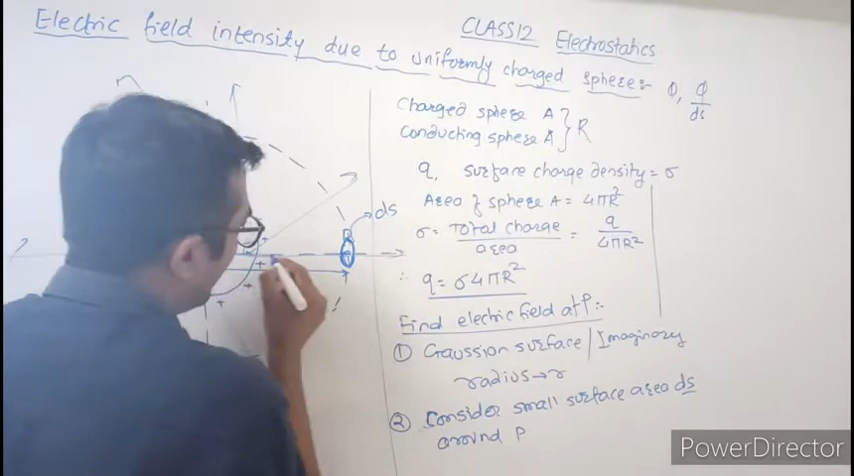 CLASS12 Electrostatics
Electric field intensity due to uniformly charged sphere:- Φ, Φ/ds
Charged sphere A } R
Conducting sphere A
q, surface charge density = σ
Area of sphere A = 4πR²
σ = Total charge / area = q / 4πR²
∴ q = σ4πR²
Find electric field at P:-
① Gaussian surface / Imaginary
radius → r
② Consider small surface area ds
around P
ds
PowerDirector